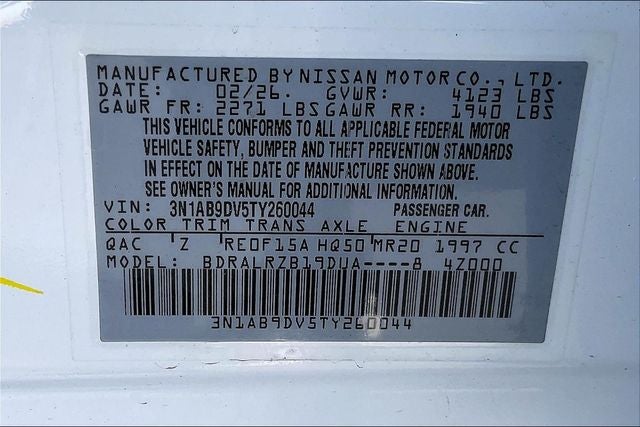 MANUFACTURED BY NISSAN MOTOR CO., LTD.
DATE: 02/26. GVWR: 4123 LBS
GAWR FR: 2271 LBS GAWR RR: 1940 LBS
THIS VEHICLE CONFORMS TO ALL APPLICABLE FEDERAL MOTOR
VEHICLE SAFETY, BUMPER AND THEFT PREVENTION STANDARDS
IN EFFECT ON THE DATE OF MANUFACTURE SHOWN ABOVE.
SEE OWNER'S MANUAL FOR ADDITIONAL INFORMATION.
VIN: 3N1AB9DV5TY260044 PASSENGER CAR.
COLOR TRIM TRANS AXLE ENGINE
QAC Z RE0F15A HQ50 MR20 1997 CC
MODEL: BDRALRZB19DUA----8 4Z000
3N1AB9DV5TY260044